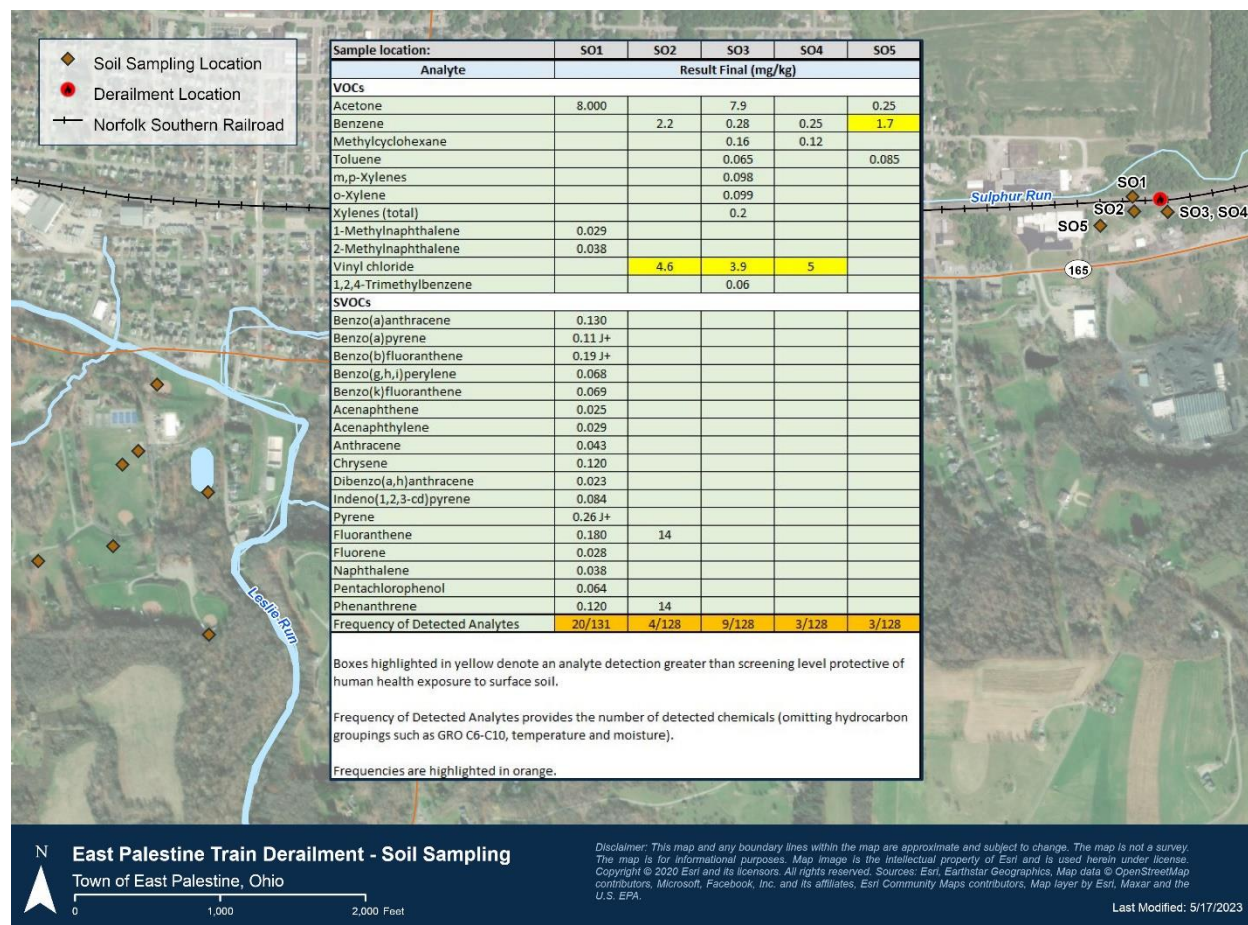 Soil Sampling Location
Derailment Location
Norfolk Southern Railroad
Sample location: SO1 SO2 SO3 SO4 SO5
Analyte Result Final (mg/kg)
VOCs
Acetone 8.000 7.9 0.25
Benzene 2.2 0.28 0.25 1.7
Methylcyclohexane 0.16 0.12
Toluene 0.065 0.085
m,p-Xylenes 0.098
o-Xylene 0.099
Xylenes (total) 0.2
1-Methylnaphthalene 0.029
2-Methylnaphthalene 0.038
Vinyl chloride 4.6 3.9 5
1,2,4-Trimethylbenzene 0.06
SVOCs
Benzo(a)anthracene 0.130
Benzo(a)pyrene 0.11 J+
Benzo(b)fluoranthene 0.19 J+
Benzo(g,h,i)perylene 0.068
Benzo(k)fluoranthene 0.069
Acenaphthene 0.025
Acenaphthylene 0.029
Anthracene 0.043
Chrysene 0.120
Dibenzo(a,h)anthracene 0.023
Indeno(1,2,3-cd)pyrene 0.084
Pyrene 0.26 J+
Fluoranthene 0.180 14
Fluorene 0.028
Naphthalene 0.038
Pentachlorophenol 0.064
Phenanthrene 0.120 14
Frequency of Detected Analytes 20/131 4/128 9/128 3/128 3/128
Boxes highlighted in yellow denote an analyte detection greater than screening level protective of
human health exposure to surface soil.
Frequency of Detected Analytes provides the number of detected chemicals (omitting hydrocarbon
groupings such as GRO C6-C10, temperature and moisture).
Frequencies are highlighted in orange.
SO1
Sulphur Run
SO2
SO3, SO4
SO5
165
Leslie Run
N
East Palestine Train Derailment - Soil Sampling
Town of East Palestine, Ohio
0 1,000 2,000 Feet
Disclaimer: This map and any boundary lines within the map are approximate and subject to change. The map is not a survey.
The map is for informational purposes. Map image is the intellectual property of Esri and is used herein under license.
Copyright © 2020 Esri and its licensors. All rights reserved. Sources: Esri, Earthstar Geographics, Map data © OpenStreetMap
contributors, Microsoft, Facebook, Inc. and its affiliates, Esri Community Maps contributors, Map layer by Esri, Maxar and the
U.S. EPA.
Last Modified: 5/17/2023